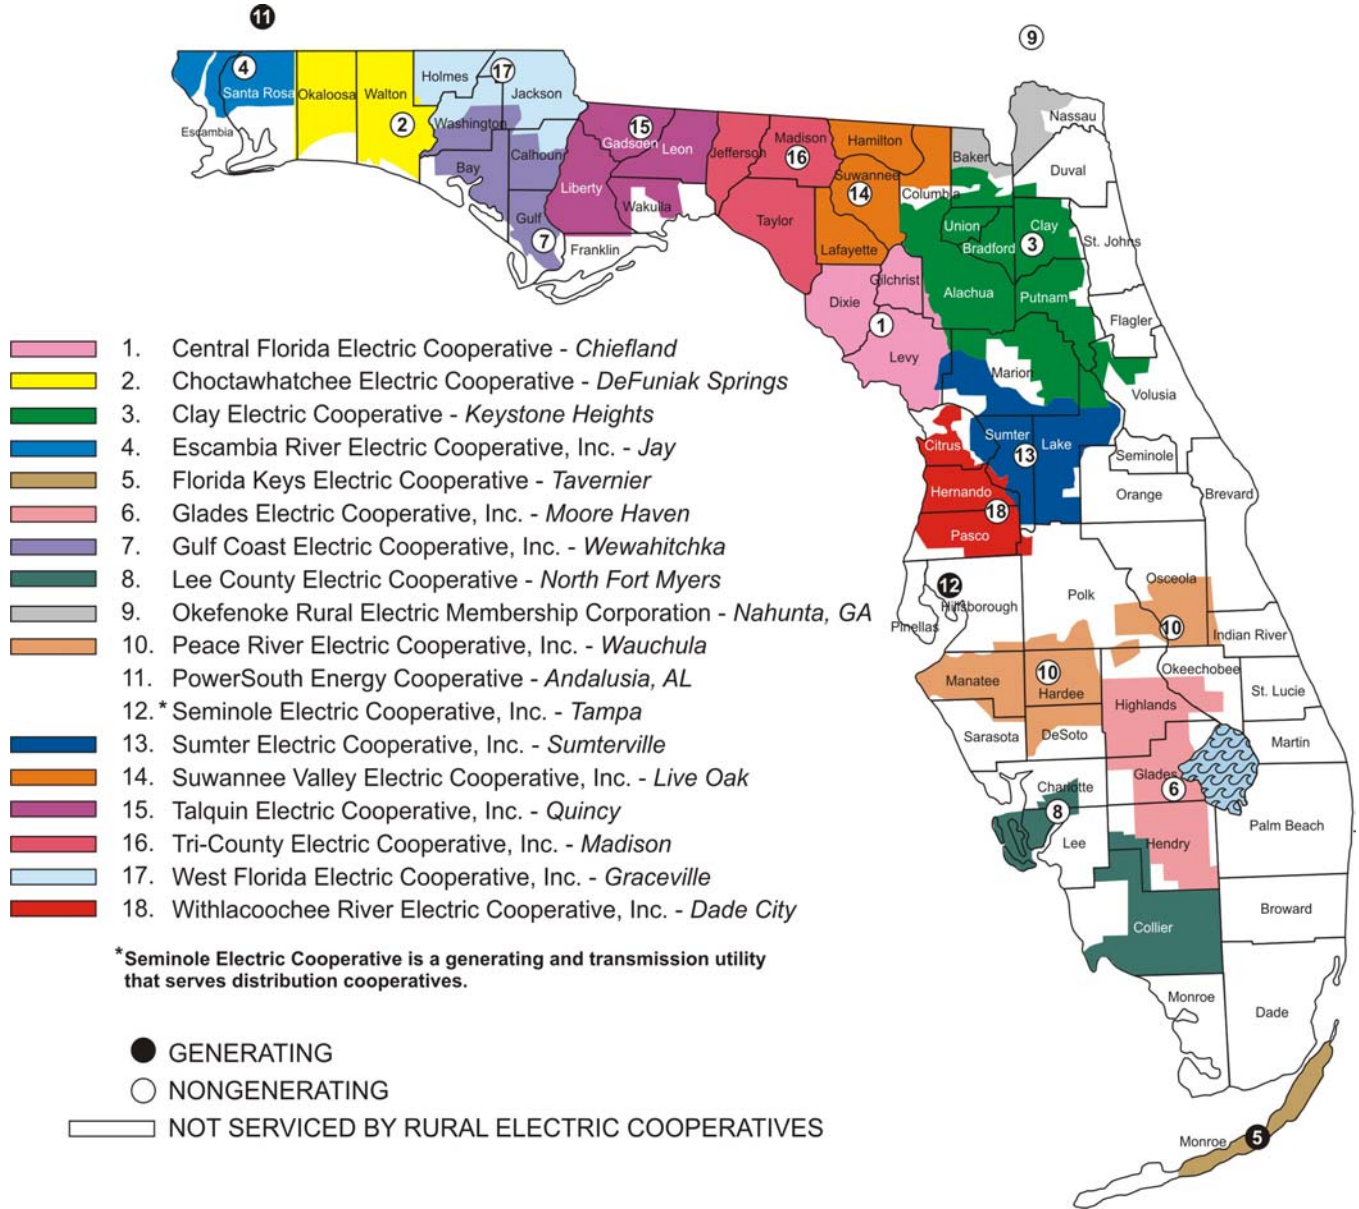 11
9
4
17
Holmes
Santa Rosa
Okaloosa
Walton
Jackson
2
Washington
Escambia
15
Gadsden
Leon
Jefferson
Madison
16
Hamilton
Baker
Nassau
Duval
Bay
Calhoun
Liberty
Wakulla
Suwannee
14
Columbia
Gulf
7
Franklin
Taylor
Lafayette
Union
Bradford
Clay
3
St. Johns
Gilchrist
Dixie
Alachua
Putnam
Flagler
1
Levy
Marion
Volusia
Citrus
Sumter
13
Lake
Seminole
Orange
Brevard
Hernando
18
Pasco
12
Hillsborough
Pinellas
Polk
Osceola
10
Indian River
Manatee
10
Hardee
Okeechobee
Highlands
St. Lucie
Sarasota
DeSoto
Martin
Charlotte
Glades
6
8
Lee
Hendry
Palm Beach
Collier
Broward
Monroe
Dade
Monroe
5
1. Central Florida Electric Cooperative - Chiefland
2. Choctawhatchee Electric Cooperative - DeFuniak Springs
3. Clay Electric Cooperative - Keystone Heights
4. Escambia River Electric Cooperative, Inc. - Jay
5. Florida Keys Electric Cooperative - Tavernier
6. Glades Electric Cooperative, Inc. - Moore Haven
7. Gulf Coast Electric Cooperative, Inc. - Wewahitchka
8. Lee County Electric Cooperative - North Fort Myers
9. Okefenoke Rural Electric Membership Corporation - Nahunta, GA
10. Peace River Electric Cooperative, Inc. - Wauchula
11. PowerSouth Energy Cooperative - Andalusia, AL
12.* Seminole Electric Cooperative, Inc. - Tampa
13. Sumter Electric Cooperative, Inc. - Sumterville
14. Suwannee Valley Electric Cooperative, Inc. - Live Oak
15. Talquin Electric Cooperative, Inc. - Quincy
16. Tri-County Electric Cooperative, Inc. - Madison
17. West Florida Electric Cooperative, Inc. - Graceville
18. Withlacoochee River Electric Cooperative, Inc. - Dade City
*Seminole Electric Cooperative is a generating and transmission utility
that serves distribution cooperatives.
GENERATING
NONGENERATING
NOT SERVICED BY RURAL ELECTRIC COOPERATIVES